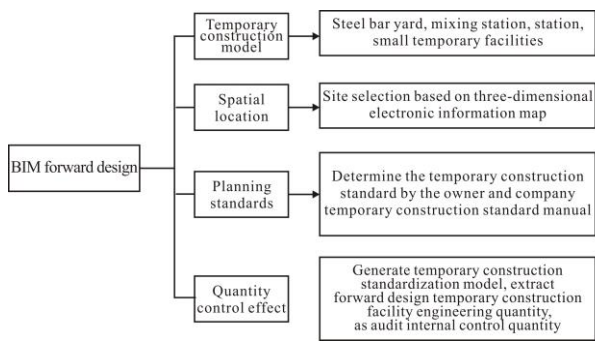 Temporary
construction
model
Steel bar yard, mixing station, station,
small temporary facilities
Spatial
location
Site selection based on three-dimensional
electronic information map
BIM forward design
Planning
standards
Determine the temporary construction
standard by the owner and company
temporary construction standard manual
Quantity
control effect
Generate temporary construction
standardization model, extract
forward design temporary construction
facility engineering quantity,
as audit internal control quantity